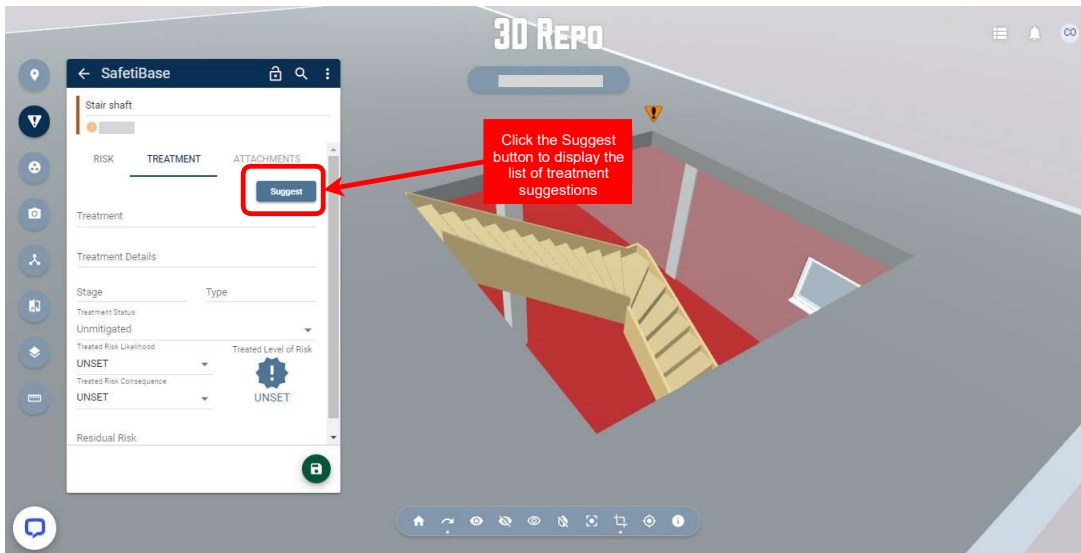 3D REPO
CO
SafetiBase
Stair shaft
RISK TREATMENT ATTACHMENTS
Suggest
Click the Suggest
button to display the
list of treatment
suggestions
Treatment
Treatment Details
Stage Type
Treatment Status
Unmitigated
Treated Risk Likelihood Treated Level of Risk
UNSET
Treated Risk Consequence
UNSET UNSET
Residual Risk